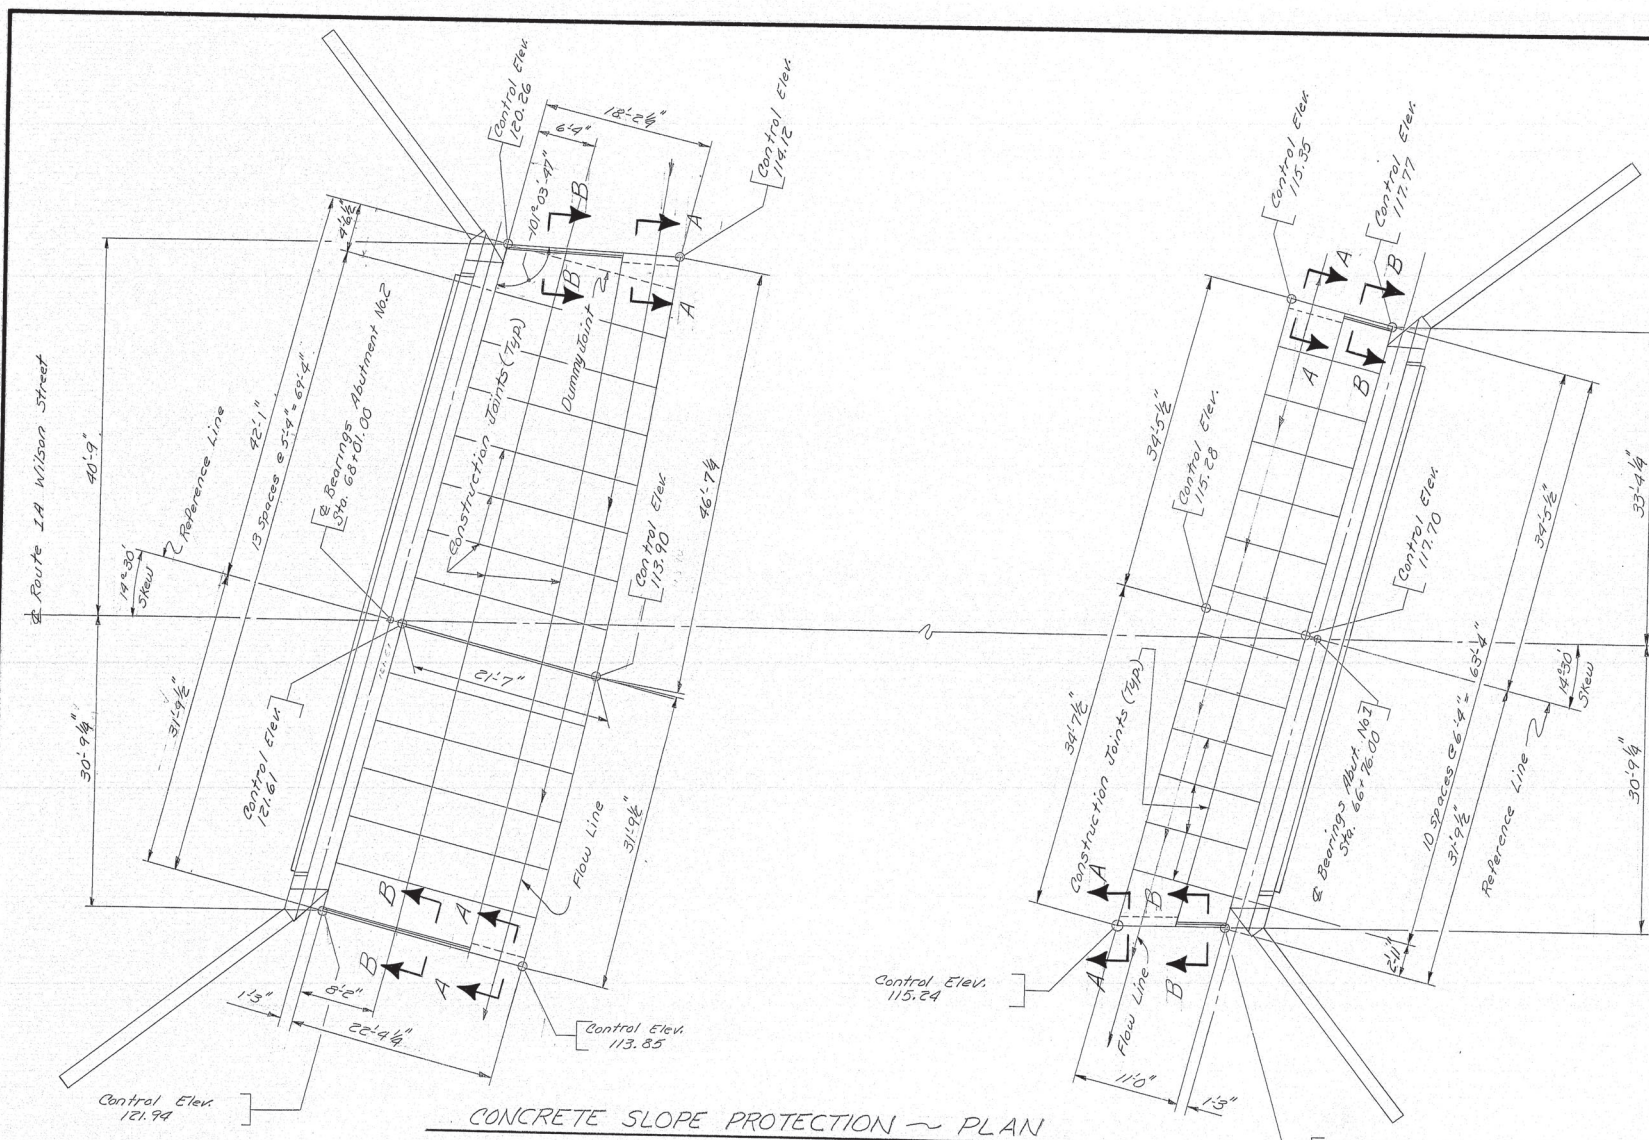 Control Elev.
120.26
18'-2¼"
6'-4"
Control Elev.
114.12
101°-03'-47"
B
A
B
A
4'-6½"
42'-1"
13 Spaces @ 5'-4" = 69'-4"
40'-9"
℄ Route 1A Wilson Street
Reference Line
℄ Bearings Abutment No.2
Sta. 68+01.00
14°-30'
Skew
Construction Joints (Typ.)
Dummy Joint
Control Elev.
113.90
46'-7¼"
21'-7"
31'-9½"
30'-9¼"
Control Elev.
121.61
Flow Line
31'-9½"
B
A
B
A
1'-3"
8'-2"
22'-4¼"
Control Elev.
113.85
Control Elev.
121.94
Control Elev.
115.35
Control Elev.
117.77
A
B
A
B
34'-5½"
Control Elev.
115.28
Control Elev.
117.70
34'-5½"
33'-4¼"
14°30'
Skew
34'-7½"
Construction Joints (Typ.)
℄ Bearings Abut. No1
Sta. 66+76.00
10 spaces @ 6'-4" = 63'-4"
31'-9½"
Reference Line
30'-9¼"
2'-11"
A
B
A
B
Control Elev.
115.24
Flow Line
11'-0"
1'-3"
CONCRETE SLOPE PROTECTION ~ PLAN